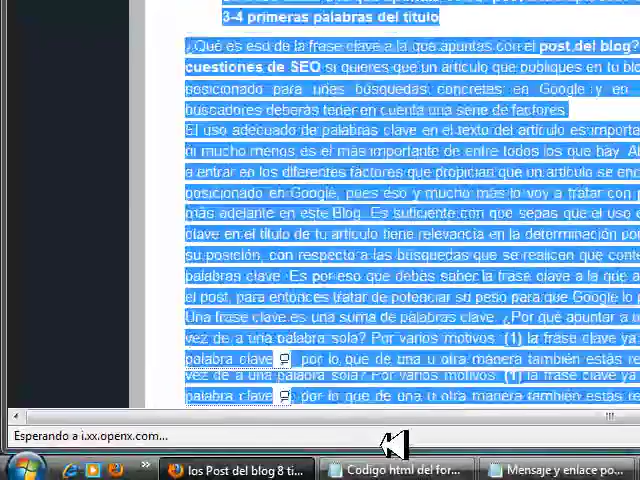 3-4 primeras palabras del título
¿Qué es eso de la frase clave a la que apuntas con el post del blog?
cuestiones de SEO si quieres que un artículo que publiques en tu blo
posicionado para unas búsquedas concretas en Google y en
buscadores deberás tener en cuenta una serie de factores.
El uso adecuado de palabras clave en el texto del artículo es importa
ni mucho menos es el más importante de entre todos los que hay. Al
a entrar en los diferentes factores que propician que un artículo se enc
posicionado en Google, pues eso y mucho más lo voy a tratar con p
más adelante en este Blog. Es suficiente con que sepas que el uso d
clave en el título de tu artículo tiene relevancia en la determinación po
su posición, con respecto a las búsquedas que se realicen que conte
palabras clave. Es por eso que debes saber la frase clave a la que a
el post, para entonces tratar de potenciar su peso para que Google lo p
Una frase clave es una suma de palabras clave. ¿Por qué apuntar a u
vez de a una palabra sola? Por varios motivos: (1) la frase clave ya
palabra clave por lo que de una u otra manera también estás re
vez de a una palabra sola? Por varios motivos: (1) la frase clave ya
palabra clave por lo que de una u otra manera también estás re
Esperando a i.xx.openx.com...
los Post del blog 8 ti... Codigo html del for... Mensaje y enlace po...